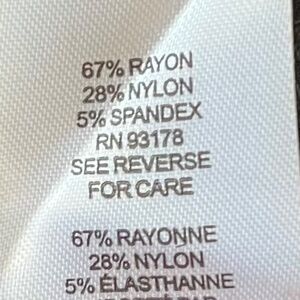 67% RAYON
28% NYLON
5% SPANDEX
RN 93178
SEE REVERSE
FOR CARE
67% RAYONNE
28% NYLON
5% ÉLASTHANNE